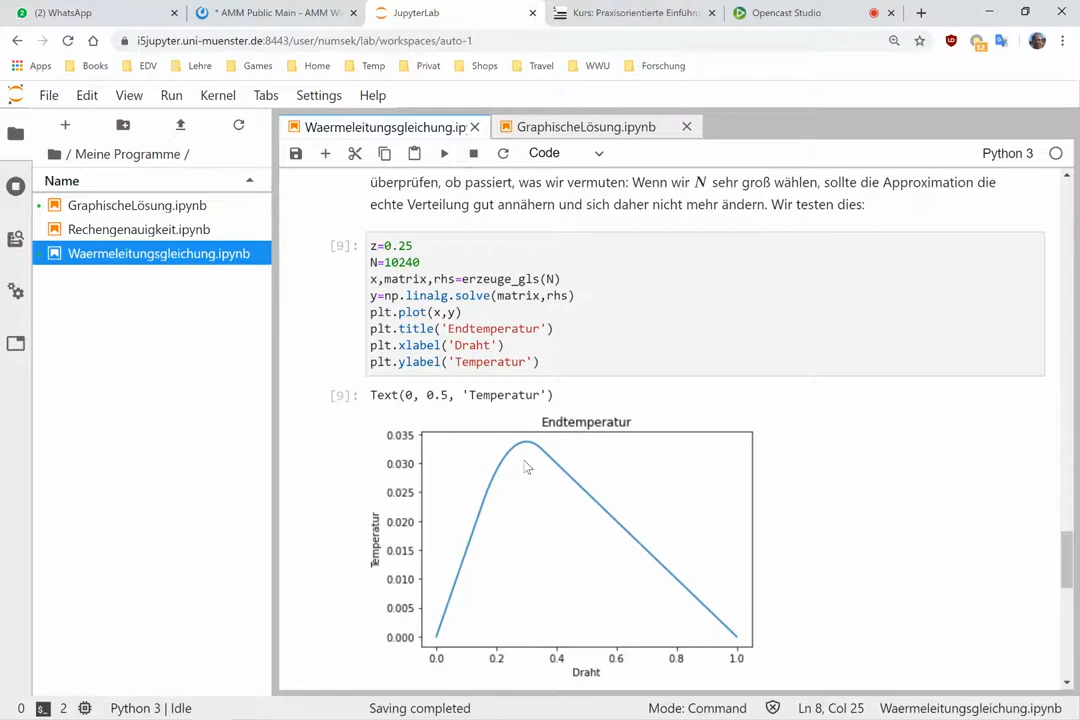 (WhatsApp)
* AMM Public Main - AMM W
JupyterLab
Kurs: Praxisorientierte Einführu
Opencast Studio
i5jupyter.uni-muenster.de:8443/user/numsek/lab/workspaces/auto-1
Apps Books EDV Lehre Games Home Temp Privat Shops Travel WWU Forschung
File Edit View Run Kernel Tabs Settings Help
Waermeleitungsgleichung.ip
GraphischeLösung.ipynb
Code
Python 3
/ Meine Programme /
Name
GraphischeLösung.ipynb
Rechengenauigkeit.ipynb
Waermeleitungsgleichung.ipynb
überprüfen, ob passiert, was wir vermuten: Wenn wir N sehr groß wählen, sollte die Approximation die
echte Verteilung gut annähern und sich daher nicht mehr ändern. Wir testen dies:
[9]: z=0.25
N=10240
x,matrix,rhs=erzeuge_gls(N)
y=np.linalg.solve(matrix,rhs)
plt.plot(x,y)
plt.title('Endtemperatur')
plt.xlabel('Draht')
plt.ylabel('Temperatur')
[9]: Text(0, 0.5, 'Temperatur')
Endtemperatur
0.035
0.030
0.025
0.020
0.015
0.010
0.005
0.000
Temperatur
0.0 0.2 0.4 0.6 0.8 1.0
Draht
0 2 Python 3 | Idle Saving completed Mode: Command Ln 8, Col 25 Waermeleitungsgleichung.ipynb